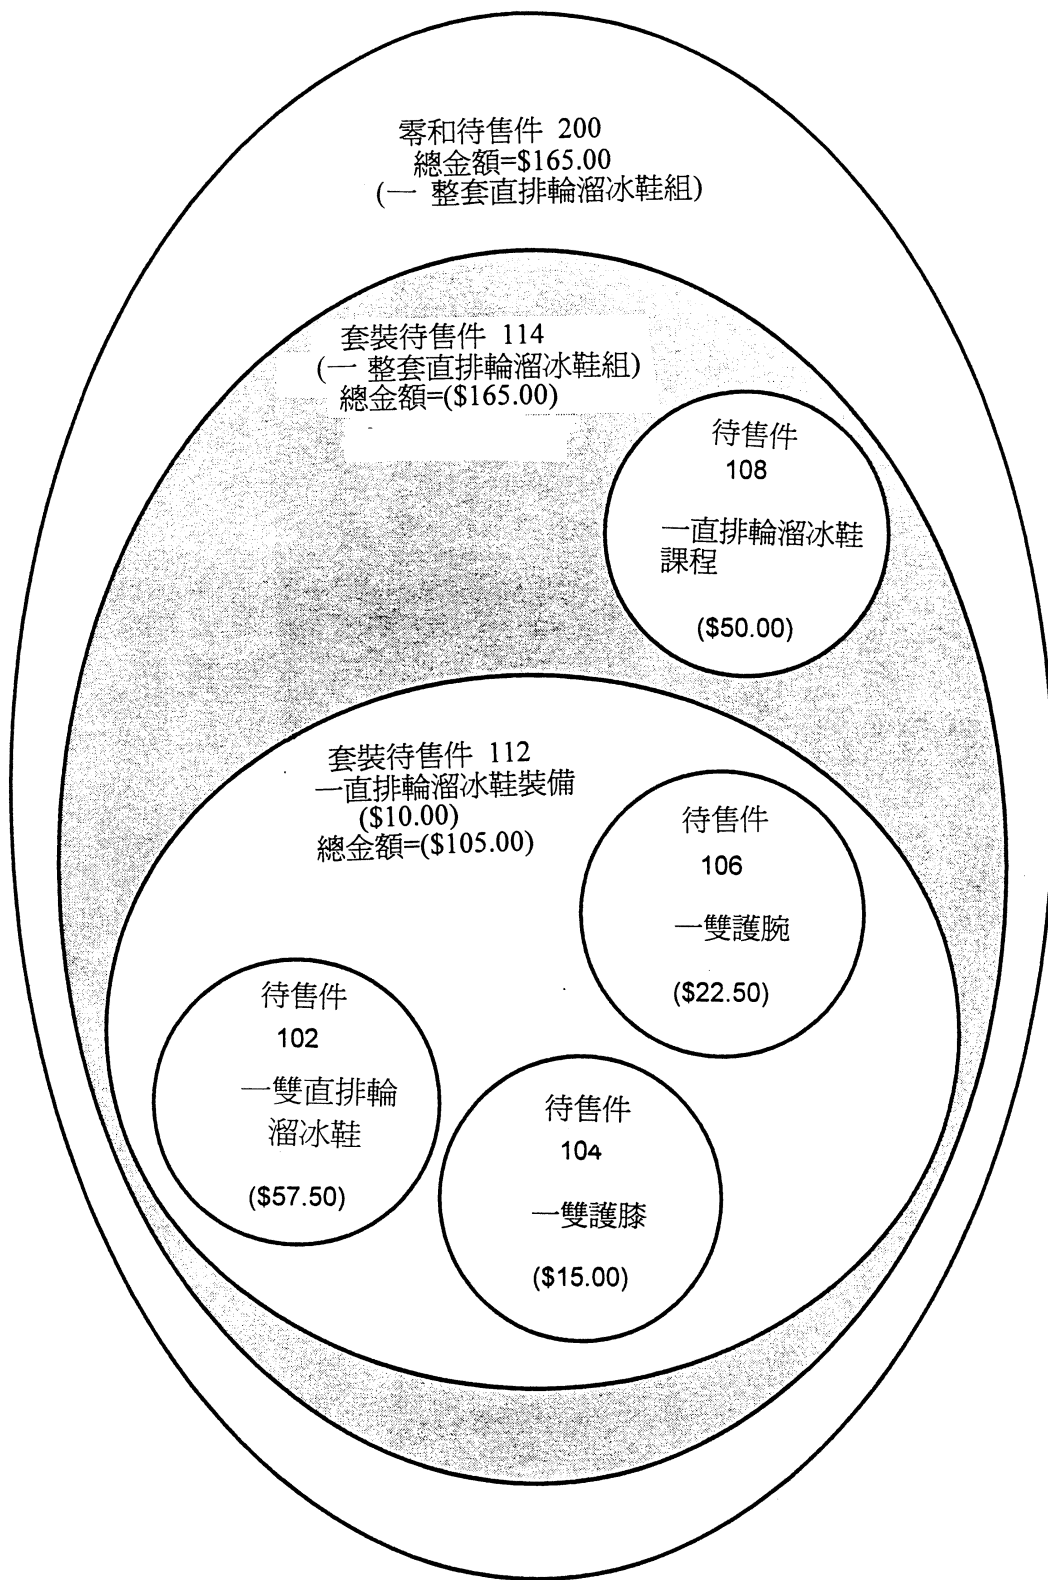 零和待售件 200
總金額=$165.00
(一 整套直排輪溜冰鞋組)
套裝待售件 114
(一 整套直排輪溜冰鞋組)
總金額=($165.00)
待售件
108
一直排輪溜冰鞋
課程
($50.00)
套裝待售件 112
一直排輪溜冰鞋裝備
($10.00)
總金額=($105.00)
待售件
106
一雙護腕
($22.50)
待售件
102
一雙直排輪
溜冰鞋
($57.50)
待售件
104
一雙護膝
($15.00)